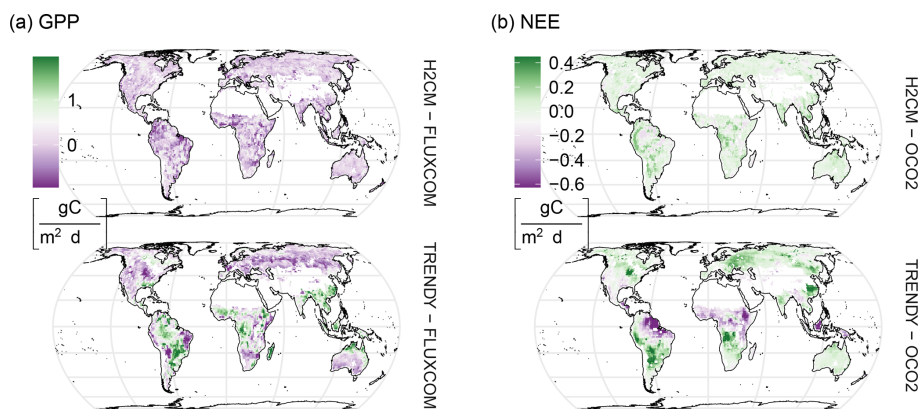 (a) GPP
(b) NEE
1
0
gC
m² d
H2CM – FLUXCOM
TRENDY – FLUXCOM
0.4
0.2
0.0
−0.2
−0.4
−0.6
gC
m² d
H2CM – OCO2
TRENDY – OCO2